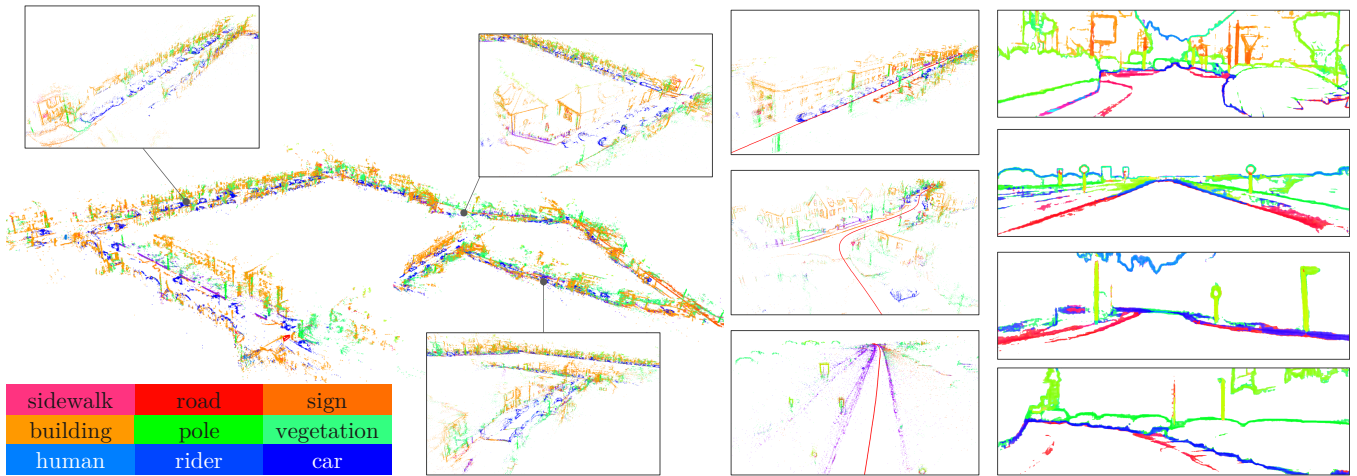 sidewalk road sign
building pole vegetation
human rider car